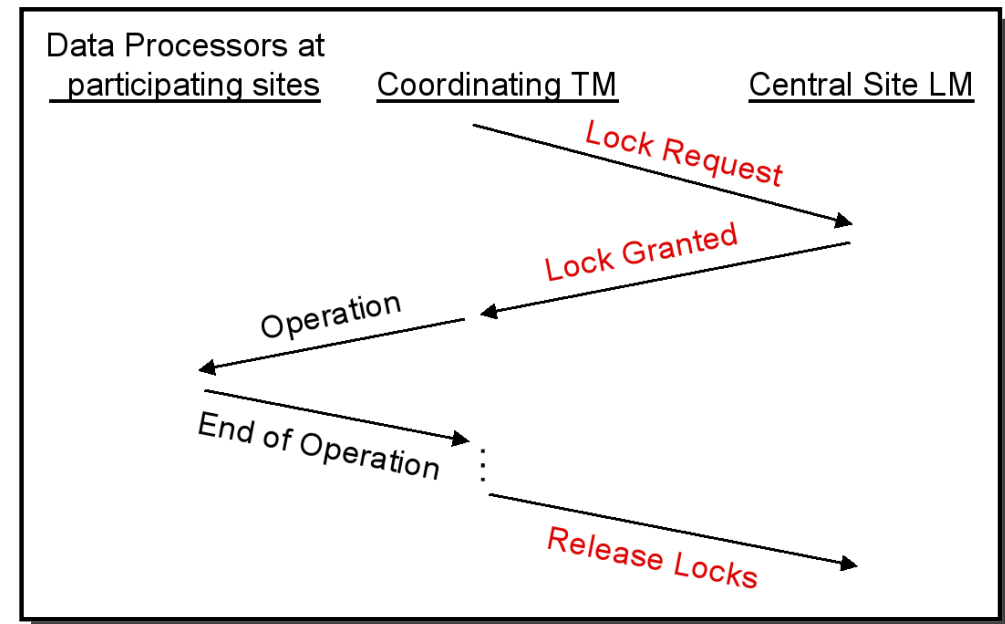 Data Processors at
participating sites
Coordinating TM
Central Site LM
Lock Request
Lock Granted
Operation
End of Operation
Release Locks